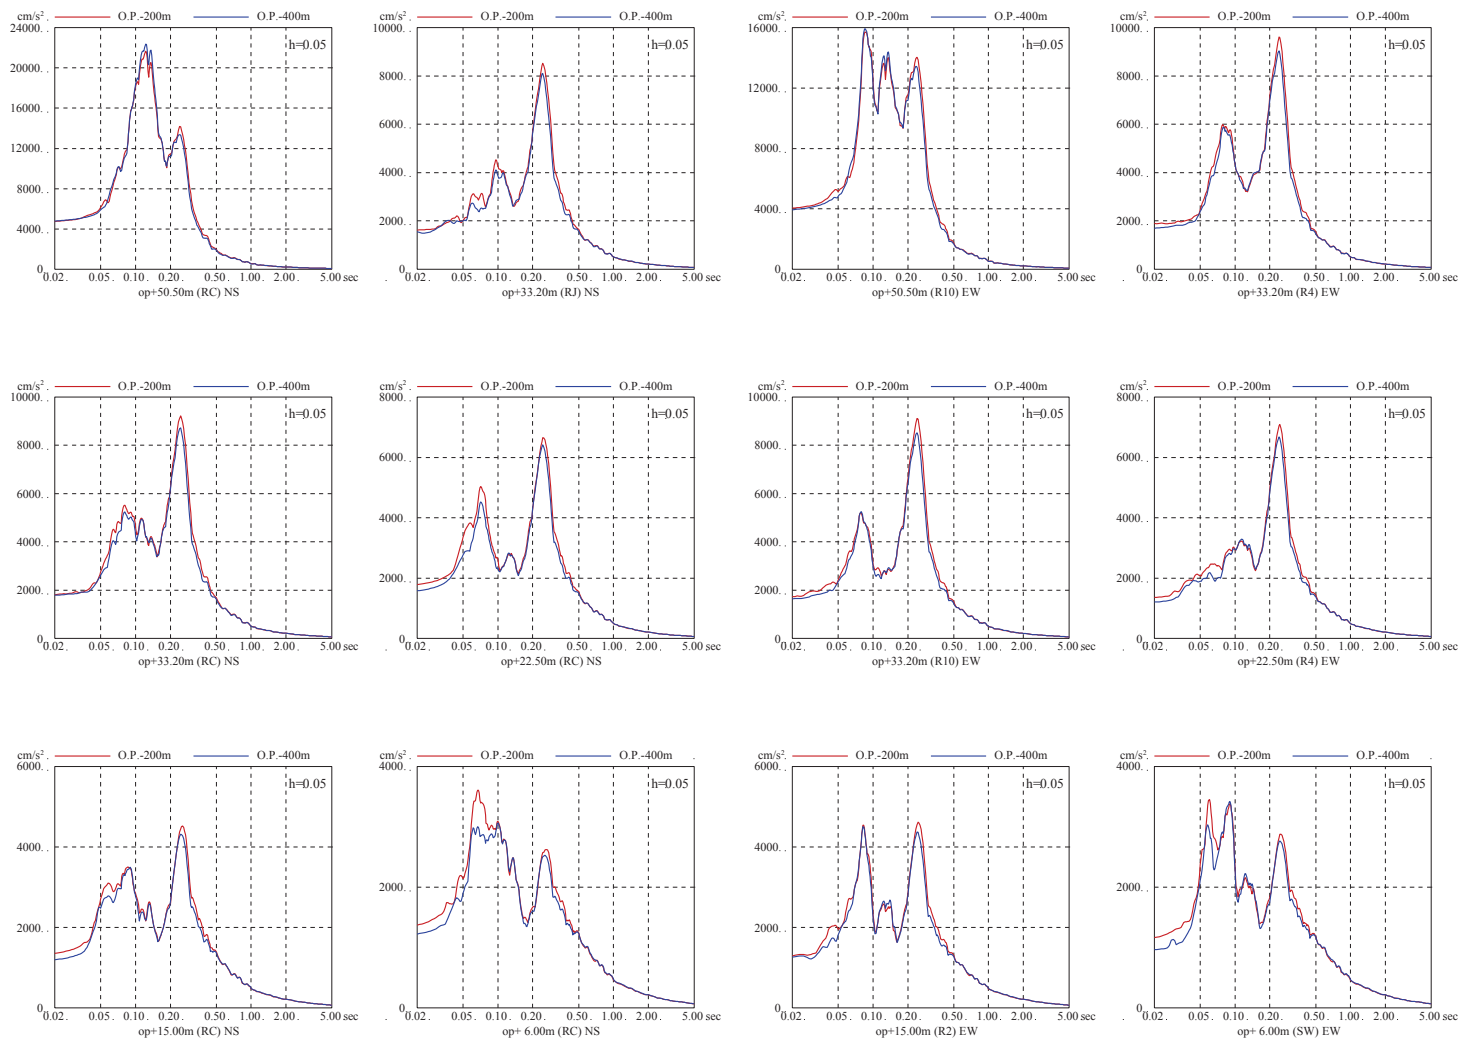 cm/s². O.P.-200m O.P.-400m
24000. .
h=0.05
20000. .
16000. .
12000. .
8000. .
4000. .
0. .
0.02. 0.05. 0.10. 0.20. 0.50. 1.00. 2.00. 5.00 sec
op+50.50m (RC) NS
cm/s². O.P.-200m O.P.-400m
10000. .
h=0.05
8000. .
6000. .
4000. .
2000. .
0. .
0.02. 0.05. 0.10. 0.20. 0.50. 1.00. 2.00. 5.00 sec
op+33.20m (RJ) NS
cm/s². O.P.-200m O.P.-400m
16000. .
h=0.05
12000. .
8000. .
4000. .
0. .
0.02. 0.05. 0.10. 0.20. 0.50. 1.00. 2.00. 5.00 sec
op+50.50m (R10) EW
cm/s². O.P.-200m O.P.-400m
10000. .
h=0.05
8000. .
6000. .
4000. .
2000. .
0. .
0.02. 0.05. 0.10. 0.20. 0.50. 1.00. 2.00. 5.00 sec
op+33.20m (R4) EW
cm/s². O.P.-200m O.P.-400m
10000. .
h=0.05
8000. .
6000. .
4000. .
2000. .
0. .
0.02. 0.05. 0.10. 0.20. 0.50. 1.00. 2.00. 5.00 sec
op+33.20m (RC) NS
cm/s². O.P.-200m O.P.-400m
8000. .
h=0.05
6000. .
4000. .
2000. .
0. .
0.02. 0.05. 0.10. 0.20. 0.50. 1.00. 2.00. 5.00 sec
op+22.50m (RC) NS
cm/s². O.P.-200m O.P.-400m
10000. .
h=0.05
8000. .
6000. .
4000. .
2000. .
0. .
0.02. 0.05. 0.10. 0.20. 0.50. 1.00. 2.00. 5.00 sec
op+33.20m (R10) EW
cm/s². O.P.-200m O.P.-400m
8000. .
h=0.05
6000. .
4000. .
2000. .
0. .
0.02. 0.05. 0.10. 0.20. 0.50. 1.00. 2.00. 5.00 sec
op+22.50m (R4) EW
cm/s². O.P.-200m O.P.-400m
6000. .
h=0.05
4000. .
2000. .
0. .
0.02. 0.05. 0.10. 0.20. 0.50. 1.00. 2.00. 5.00 sec
op+15.00m (RC) NS
cm/s². O.P.-200m O.P.-400m
4000. .
h=0.05
2000. .
0. .
0.02. 0.05. 0.10. 0.20. 0.50. 1.00. 2.00. 5.00 sec
op+ 6.00m (RC) NS
cm/s². O.P.-200m O.P.-400m
6000. .
h=0.05
4000. .
2000. .
0. .
0.02. 0.05. 0.10. 0.20. 0.50. 1.00. 2.00. 5.00 sec
op+15.00m (R2) EW
cm/s². O.P.-200m O.P.-400m
4000. .
h=0.05
2000. .
0. .
0.02. 0.05. 0.10. 0.20. 0.50. 1.00. 2.00. 5.00 sec
op+ 6.00m (SW) EW